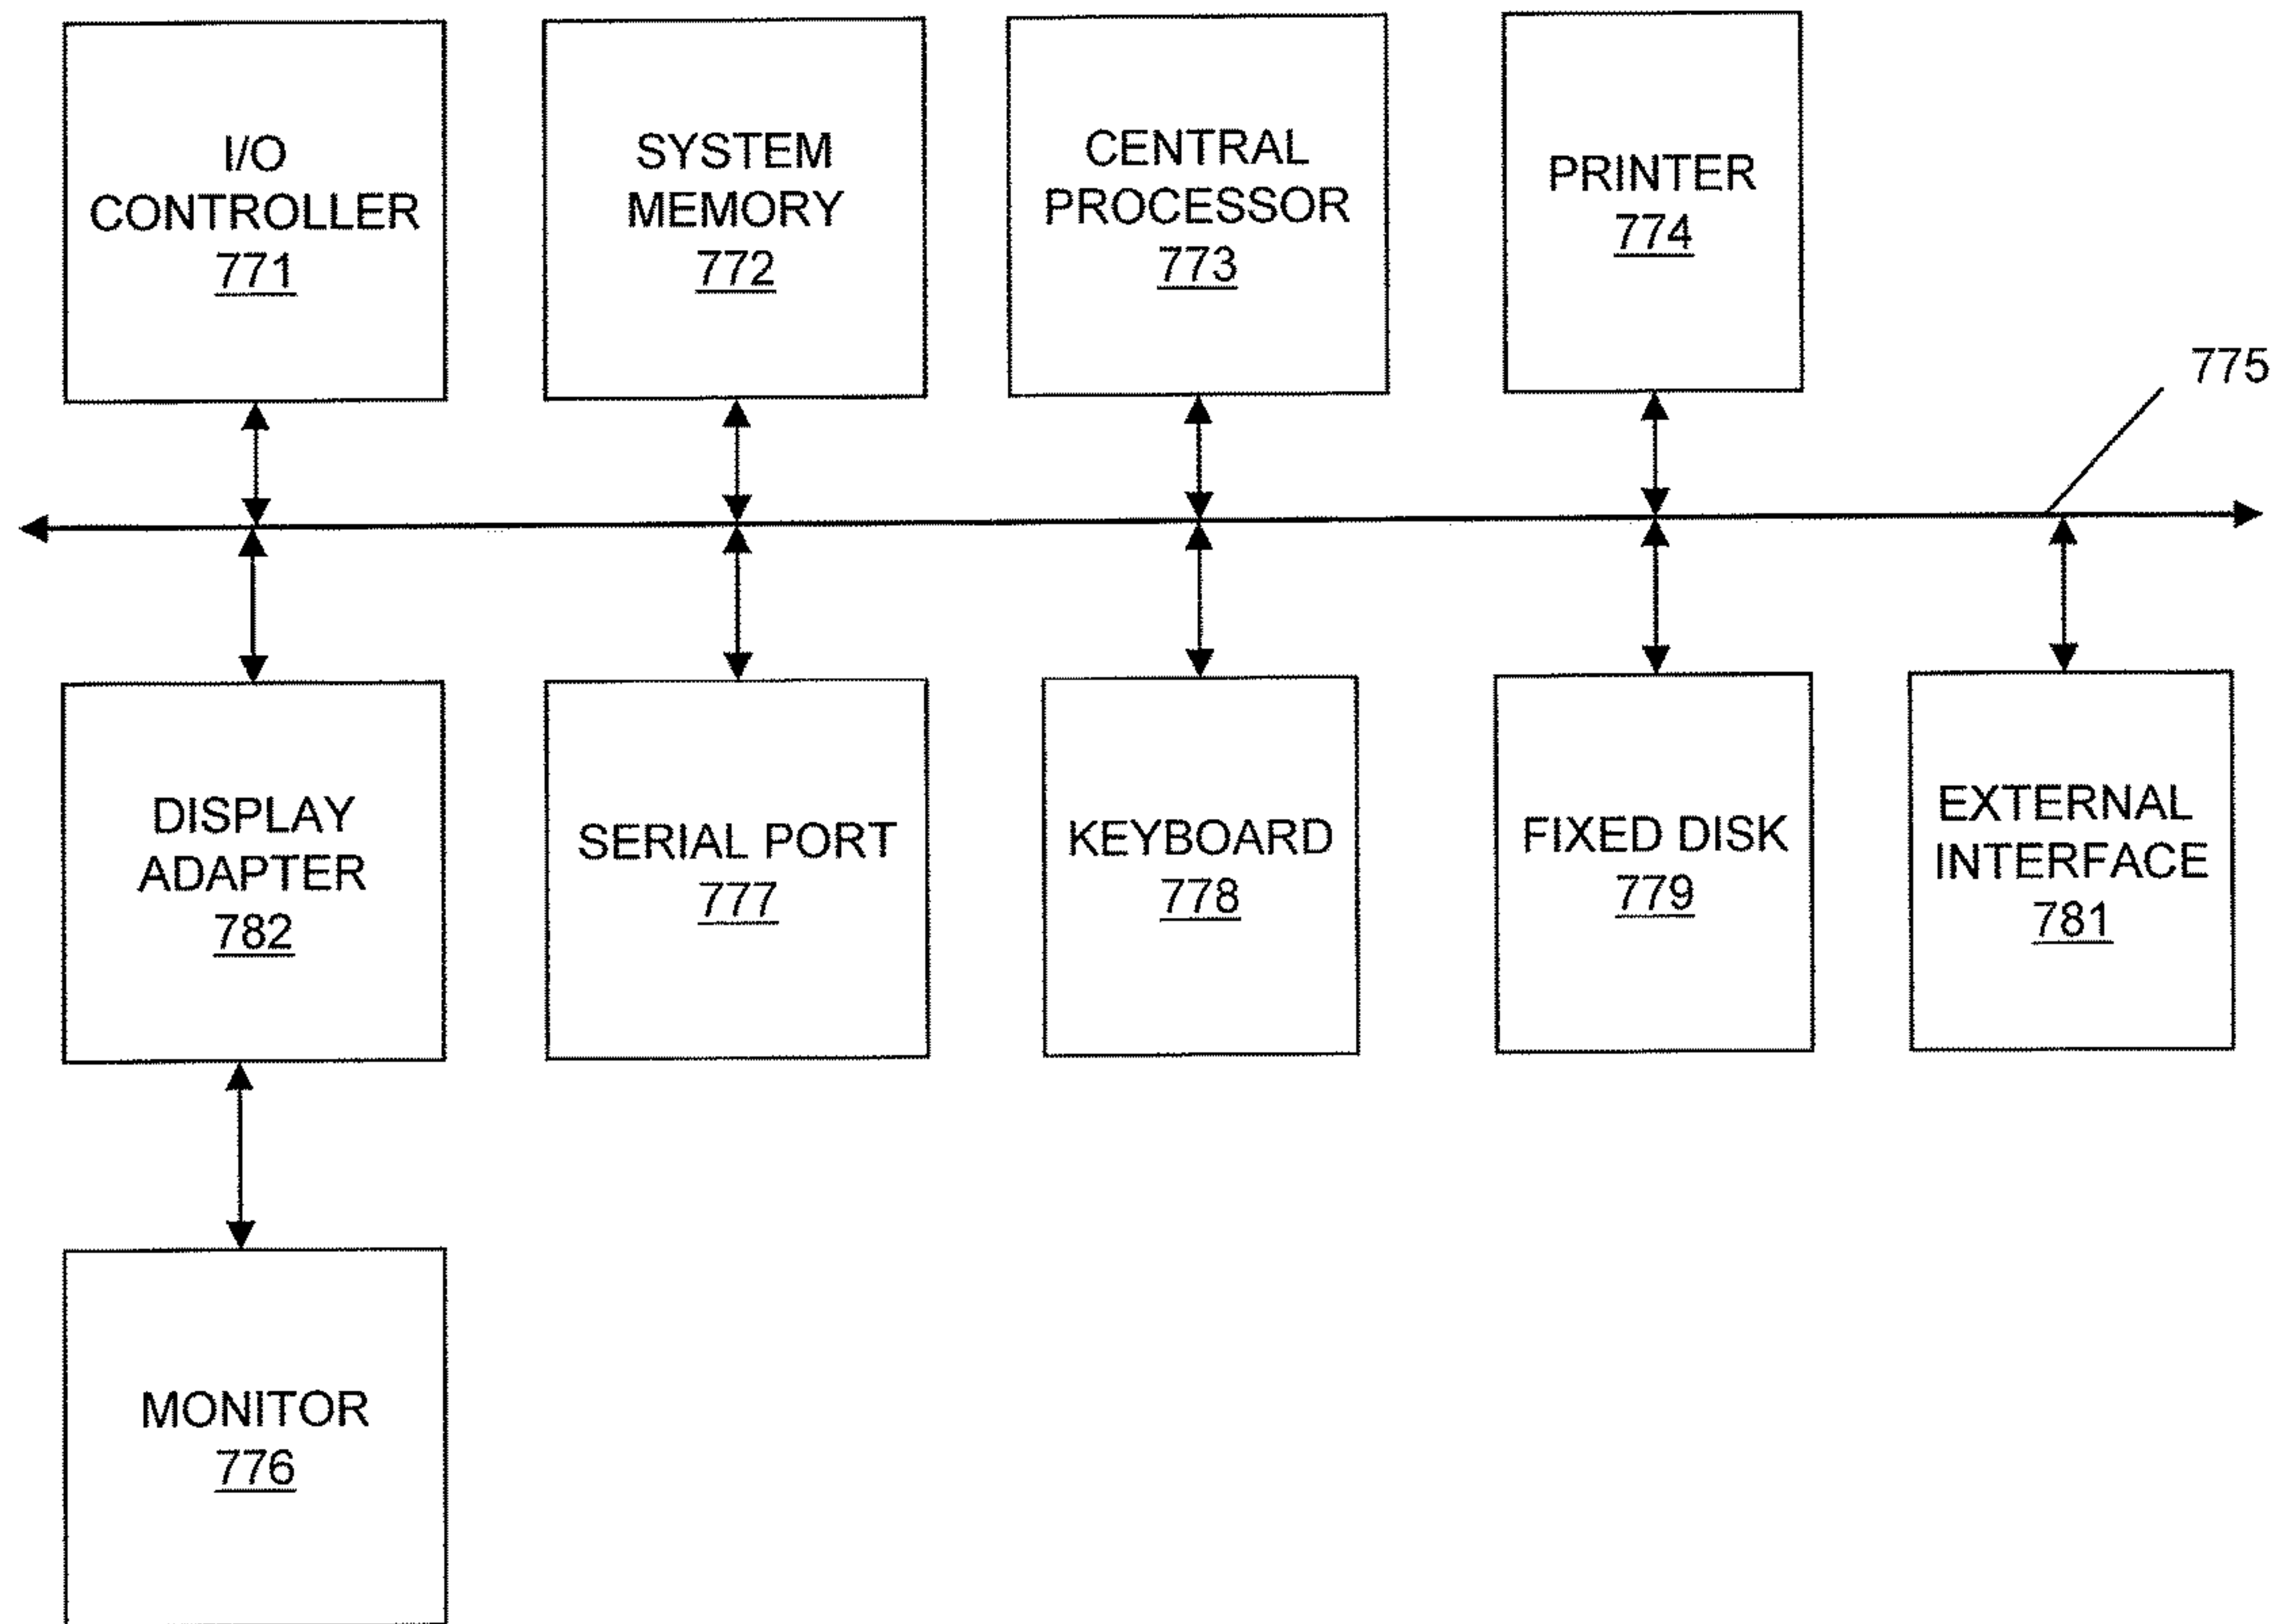 I/O
CONTROLLER
771
SYSTEM
MEMORY
772
CENTRAL
PROCESSOR
773
PRINTER
774
775
DISPLAY
ADAPTER
782
SERIAL PORT
777
KEYBOARD
778
FIXED DISK
779
EXTERNAL
INTERFACE
781
MONITOR
776